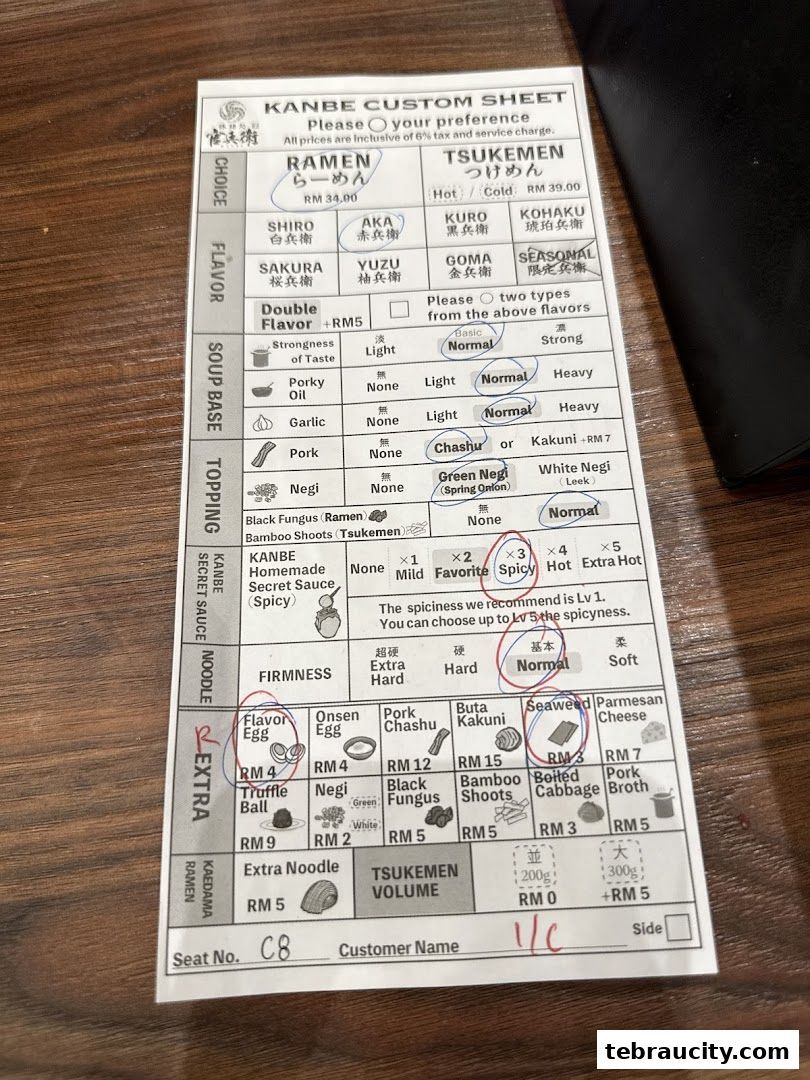 KANBE CUSTOM SHEET
Please ○ your preference
All prices are inclusive of 6% tax and service charge.
官兵衛
CHOICE
RAMEN
らーめん
RM 34.00
TSUKEMEN
つけめん
Hot / Cold RM 39.00
FLAVOR
SHIRO
白兵衛
AKA
赤兵衛
KURO
黒兵衛
KOHAKU
琥珀兵衛
SAKURA
桜兵衛
YUZU
柚兵衛
GOMA
金兵衛
SEASONAL
限定兵衛
Double
Flavor +RM5
Please ○ two types
from the above flavors
SOUP BASE
Strongness
of Taste
淡
Light
Basic
Normal
濃
Strong
Porky
Oil
無
None Light Normal Heavy
Garlic
無
None Light Normal Heavy
TOPPING
Pork
無
None Chashu or Kakuni +RM 7
Negi
無
None
Green Negi
(Spring Onion)
White Negi
(Leek)
Black Fungus (Ramen)
Bamboo Shoots (Tsukemen)
無
None
Normal
KANBE
SECRET SAUCE
KANBE
Homemade
Secret Sauce
(Spicy)
None
×1
Mild
×2
Favorite
×3
Spicy
×4
Hot
×5
Extra Hot
The spiciness we recommend is Lv 1.
You can choose up to Lv 5 the spicyness.
NOODLE
FIRMNESS
超硬
Extra
Hard
硬
Hard
基本
Normal
柔
Soft
R
EXTRA
Flavor
Egg
RM 4
Onsen
Egg
RM 4
Pork
Chashu
RM 12
Buta
Kakuni
RM 15
Seaweed
RM 3
Parmesan
Cheese
RM 7
Truffle
Ball
RM 9
Negi
Green
White
RM 2
Black
Fungus
RM 5
Bamboo
Shoots
RM 5
Boiled
Cabbage
RM 3
Pork
Broth
RM 5
KAEDAMA
RAMEN
Extra Noodle
RM 5
TSUKEMEN
VOLUME
並
200g
RM 0
大
300g
+RM 5
Seat No. C8 Customer Name 1/C Side
tebraucity.com